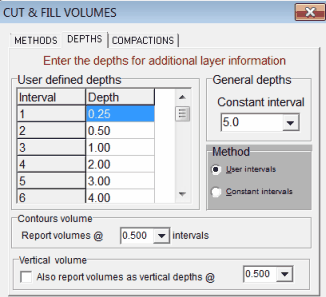 CUT & FILL VOLUMES
METHODS DEPTHS COMPACTIONS
Enter the depths for additional layer information
User defined depths
Interval Depth
1 0.25
2 0.50
3 1.00
4 2.00
5 3.00
6 4.00
General depths
Constant interval
5.0
Method
User intervals
Constant intervals
Contours volume
Report volumes @ 0.500 intervals
Vertical volume
Also report volumes as vertical depths @ 0.500